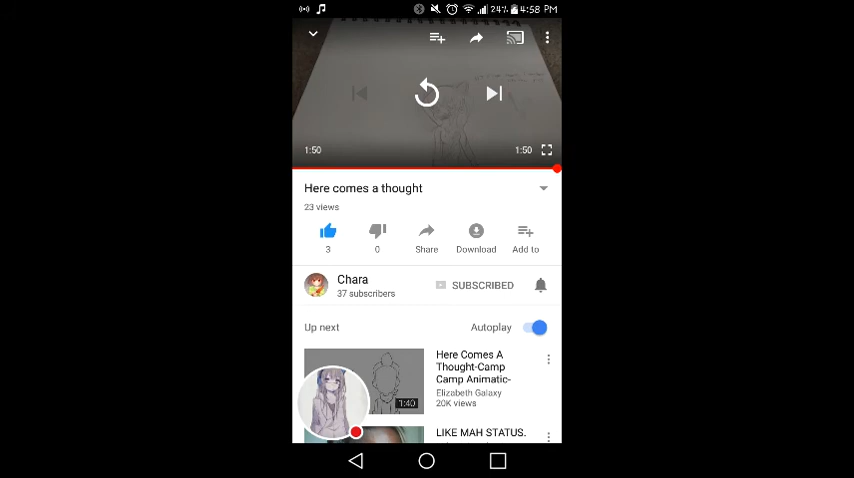 24% 4:58 PM
1:50 1:50
Here comes a thought
23 views
3 0 Share Download Add to
Chara
37 subscribers
SUBSCRIBED
Up next Autoplay
Here Comes A
Thought-Camp
Camp Animatic-
Elizabeth Galaxy
20K views
1:40
LIKE MAH STATUS.